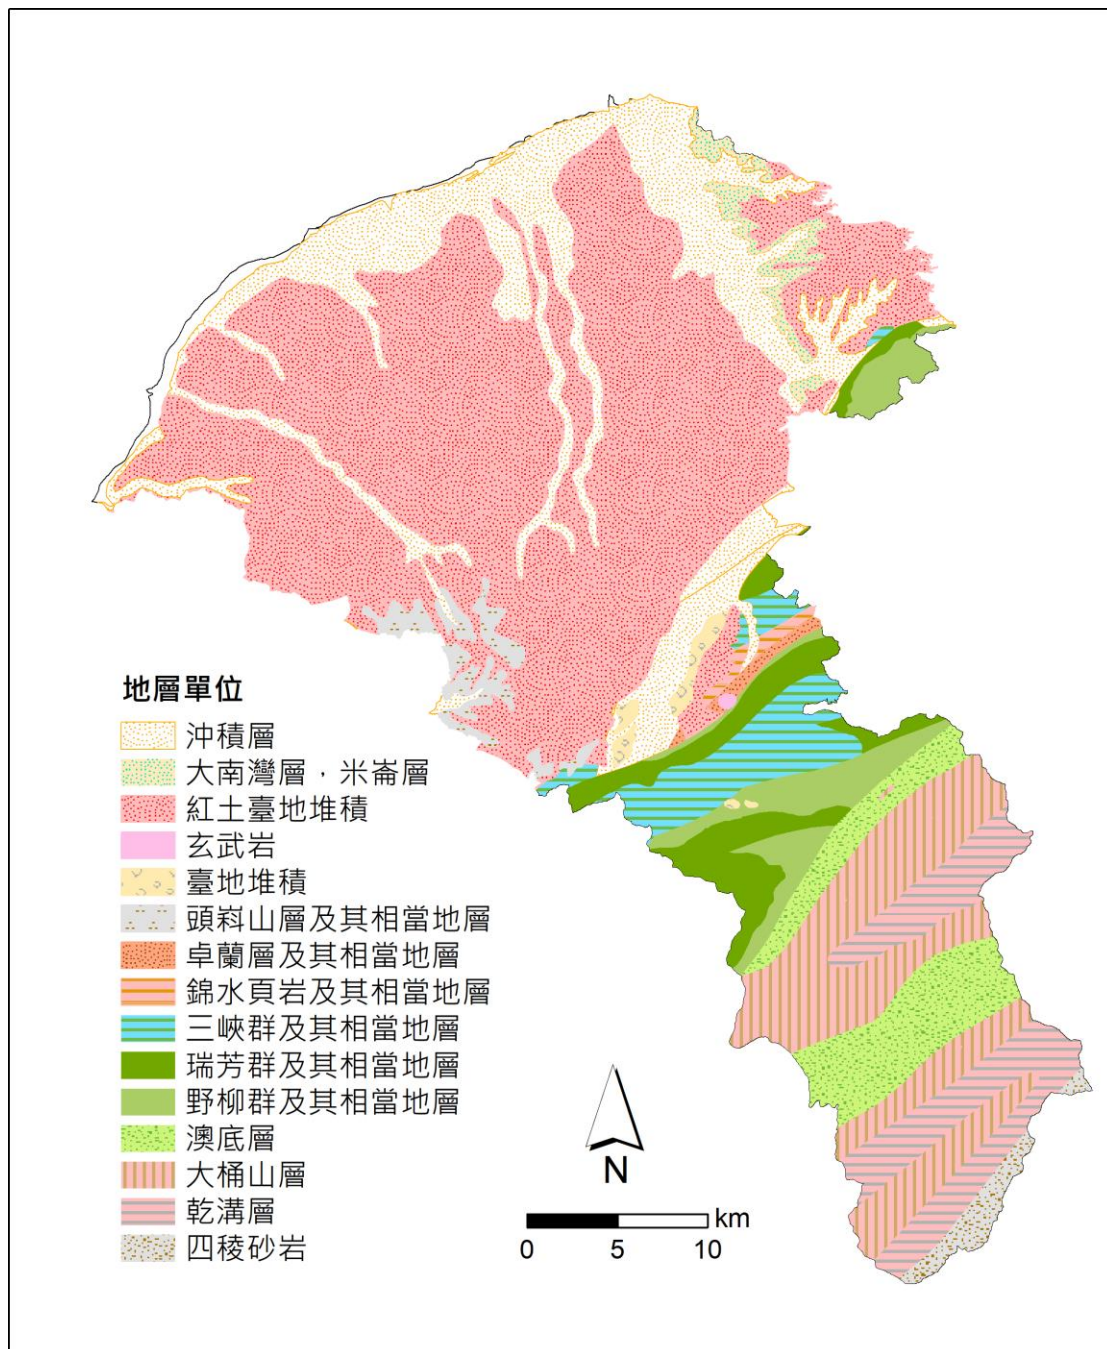 地層單位
沖積層
大南灣層，米崙層
紅土臺地堆積
玄武岩
臺地堆積
頭嵙山層及其相當地層
卓蘭層及其相當地層
錦水頁岩及其相當地層
三峽群及其相當地層
瑞芳群及其相當地層
野柳群及其相當地層
澳底層
大桶山層
乾溝層
四稜砂岩
N
km
0 5 10